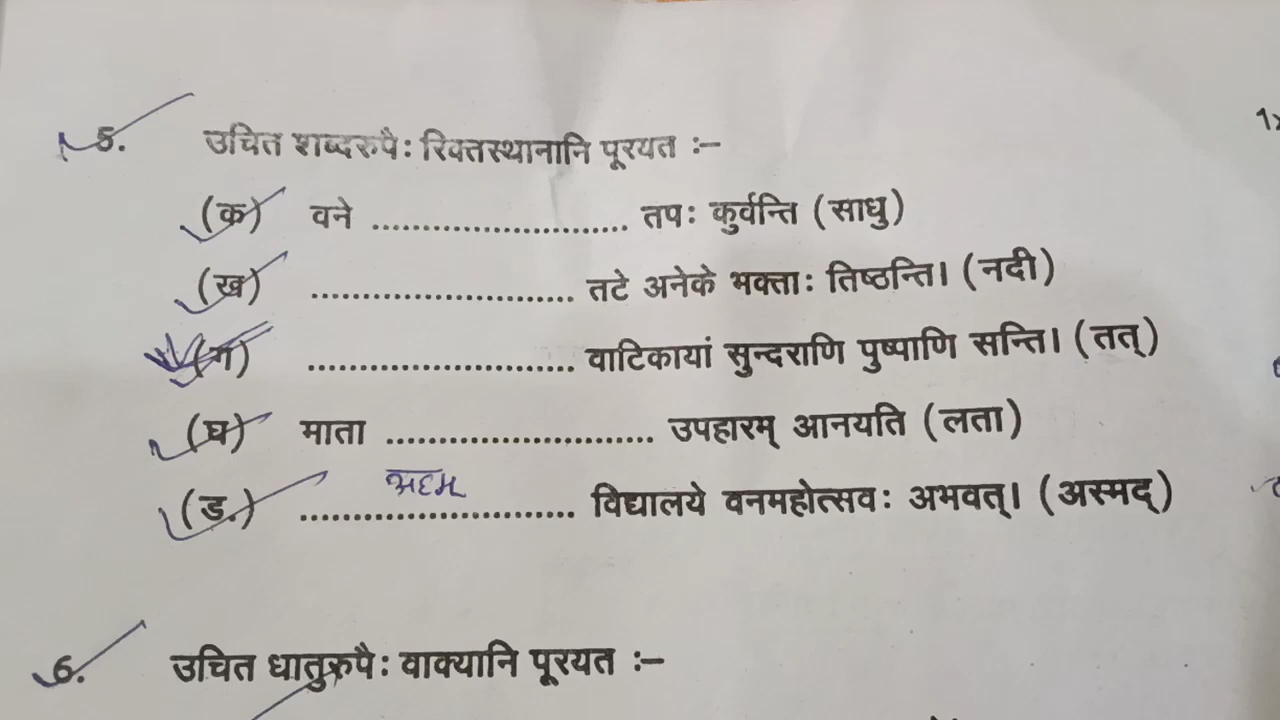 5. उचित शब्दरुपैः रिक्तस्थानानि पूरयत :-
(क) वने ........................... तपः कुर्वन्ति (साधु)
(ख) ........................... तटे अनेके भक्ताः तिष्ठन्ति। (नदी)
(ग) ........................... वाटिकायां सुन्दराणि पुष्पाणि सन्ति। (तत्)
(घ) माता ........................... उपहारम् आनयति (लता)
अहम्
(ड.) ........................... विद्यालये वनमहोत्सवः अभवत्। (अस्मद्)
6. उचित धातुरुपैः वाक्यानि पूरयत :-